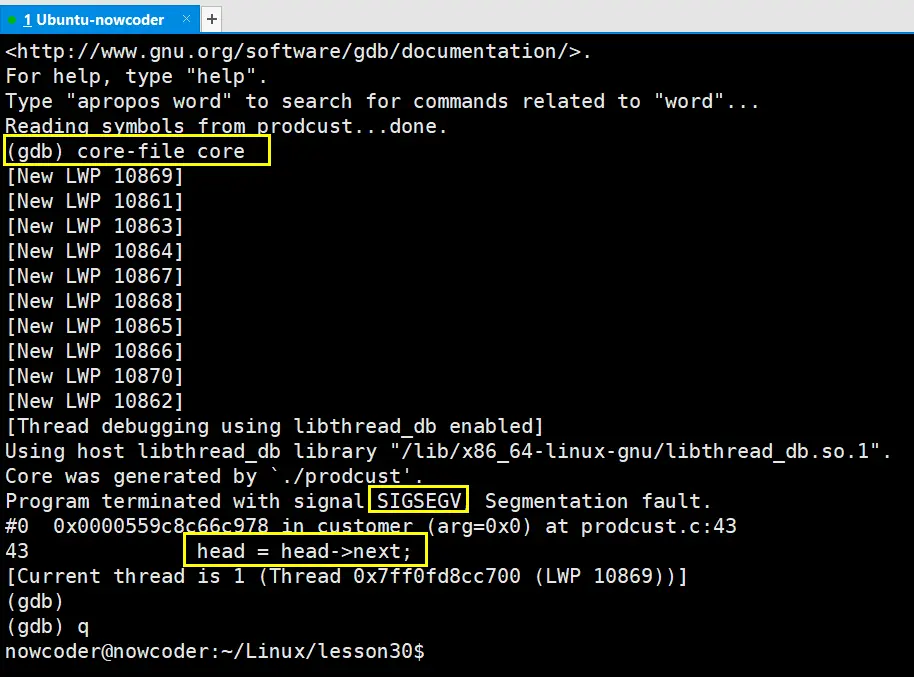 1 Ubuntu-nowcoder × +
<http://www.gnu.org/software/gdb/documentation/>.
For help, type "help".
Type "apropos word" to search for commands related to "word"...
Reading symbols from prodcust...done.
(gdb) core-file core
[New LWP 10869]
[New LWP 10861]
[New LWP 10863]
[New LWP 10864]
[New LWP 10867]
[New LWP 10868]
[New LWP 10865]
[New LWP 10866]
[New LWP 10870]
[New LWP 10862]
[Thread debugging using libthread_db enabled]
Using host libthread_db library "/lib/x86_64-linux-gnu/libthread_db.so.1".
Core was generated by `./prodcust'.
Program terminated with signal SIGSEGV, Segmentation fault.
#0  0x0000559c8c66c978 in customer (arg=0x0) at prodcust.c:43
43              head = head->next;
[Current thread is 1 (Thread 0x7ff0fd8cc700 (LWP 10869))]
(gdb)
(gdb) q
nowcoder@nowcoder:~/Linux/lesson30$